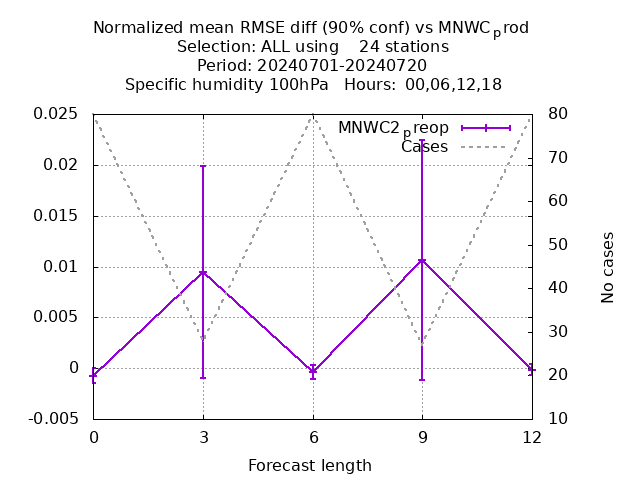 Normalized mean RMSE diff (90% conf) vs MNWCprod
Selection: ALL using    24 stations
Period: 20240701-20240720
Specific humidity 100hPa   Hours:  00,06,12,18
MNWC2preop
Cases
0.025
0.02
0.015
0.01
0.005
0
-0.005
80
70
60
50
40
30
20
10
No cases
0 3 6 9 12
Forecast length